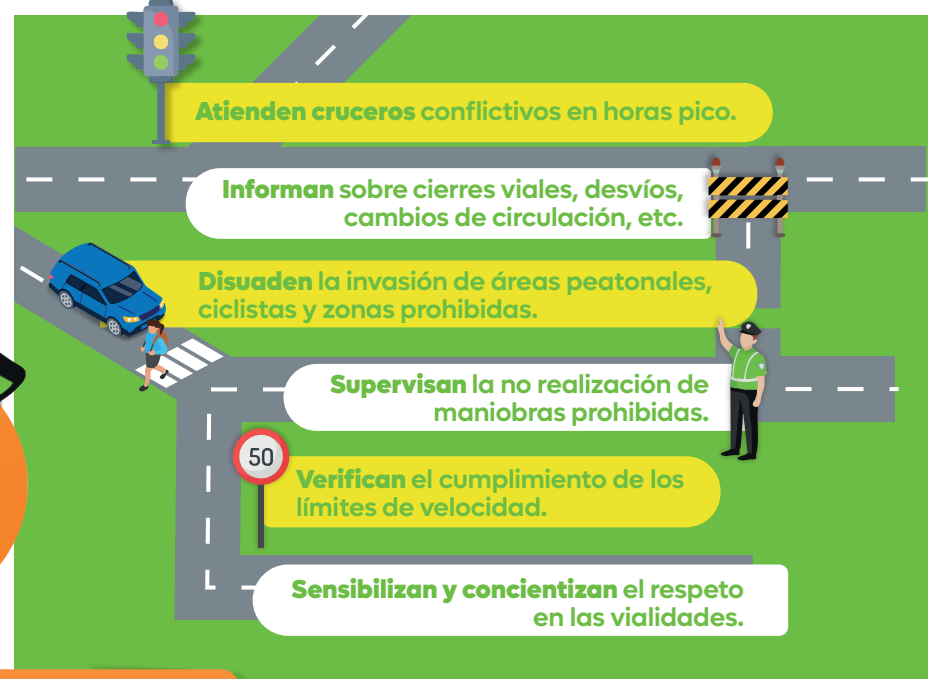 Atienden cruceros conflictivos en horas pico.
Informan sobre cierres viales, desvíos,
cambios de circulación, etc.
Disuaden la invasión de áreas peatonales,
ciclistas y zonas prohibidas.
Supervisan la no realización de
maniobras prohibidas.
50
Verifican el cumplimiento de los
límites de velocidad.
Sensibilizan y concientizan el respeto
en las vialidades.